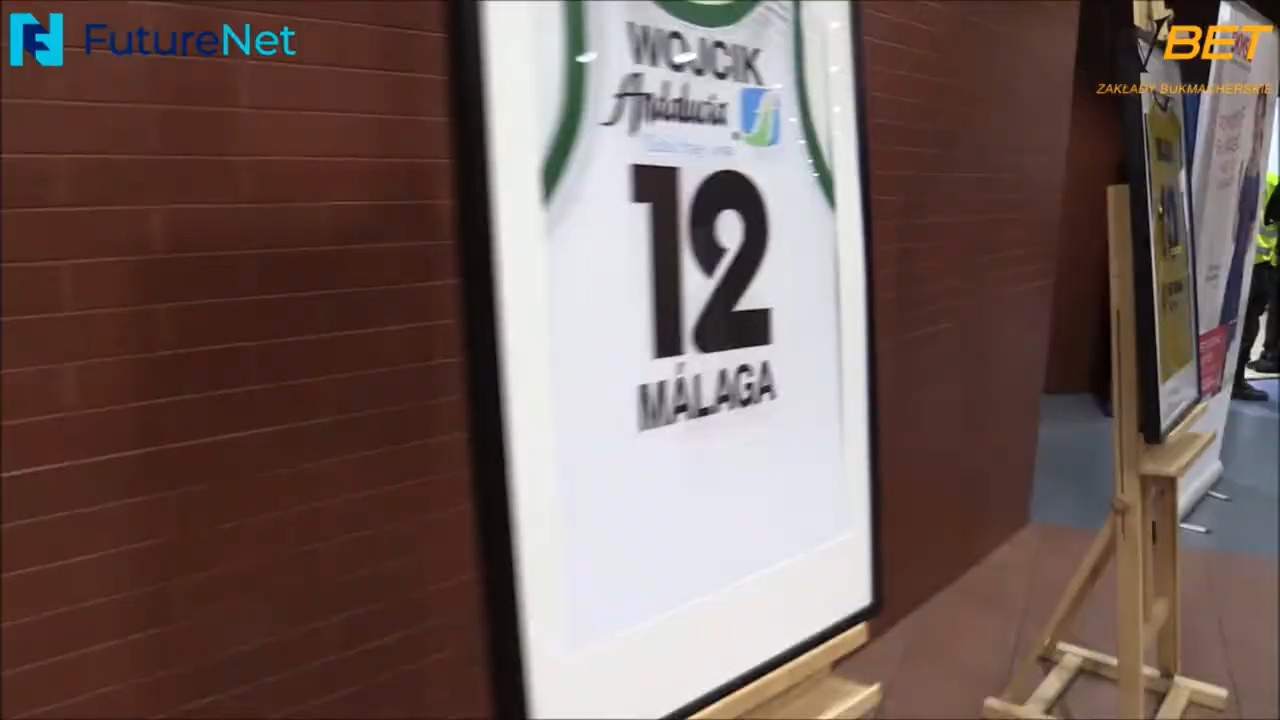 FutureNet
BET
ZAKŁADY BUKMACHERSKIE
WOJCIK
Andalucía
12
MÁLAGA